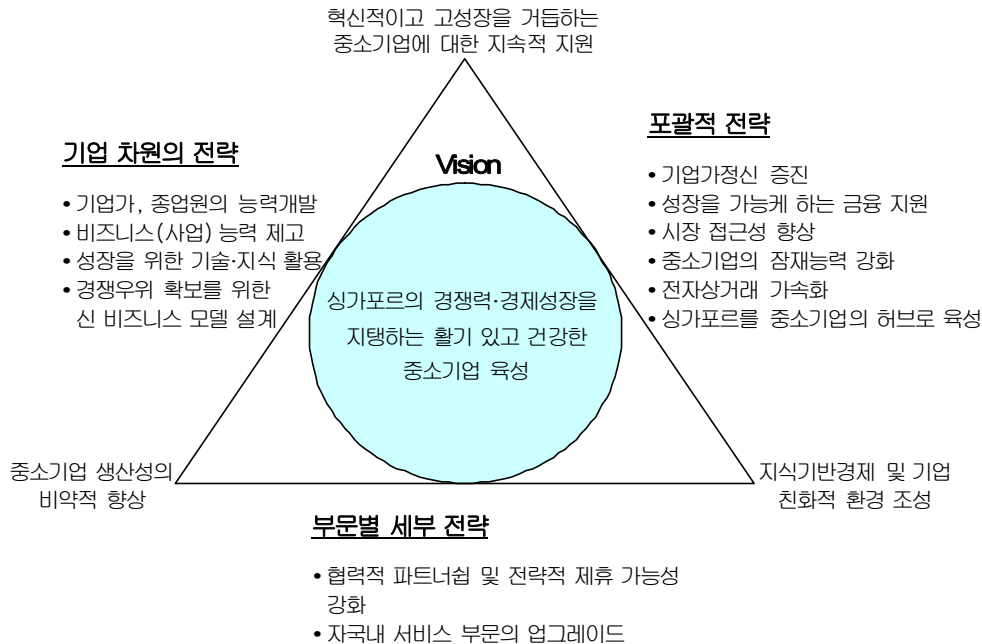 혁신적이고 고성장을 거듭하는
중소기업에 대한 지속적 지원
기업 차원의 전략
• 기업가, 종업원의 능력개발
• 비즈니스(사업) 능력 제고
• 성장을 위한 기술·지식 활용
• 경쟁우위 확보를 위한
신 비즈니스 모델 설계
Vision
싱가포르의 경쟁력·경제성장을
지탱하는 활기 있고 건강한
중소기업 육성
포괄적 전략
• 기업가정신 증진
• 성장을 가능케 하는 금융 지원
• 시장 접근성 향상
• 중소기업의 잠재능력 강화
• 전자상거래 가속화
• 싱가포르를 중소기업의 허브로 육성
중소기업 생산성의
비약적 향상
지식기반경제 및 기업
친화적 환경 조성
부문별 세부 전략
• 협력적 파트너쉽 및 전략적 제휴 가능성
강화
• 자국내 서비스 부문의 업그레이드